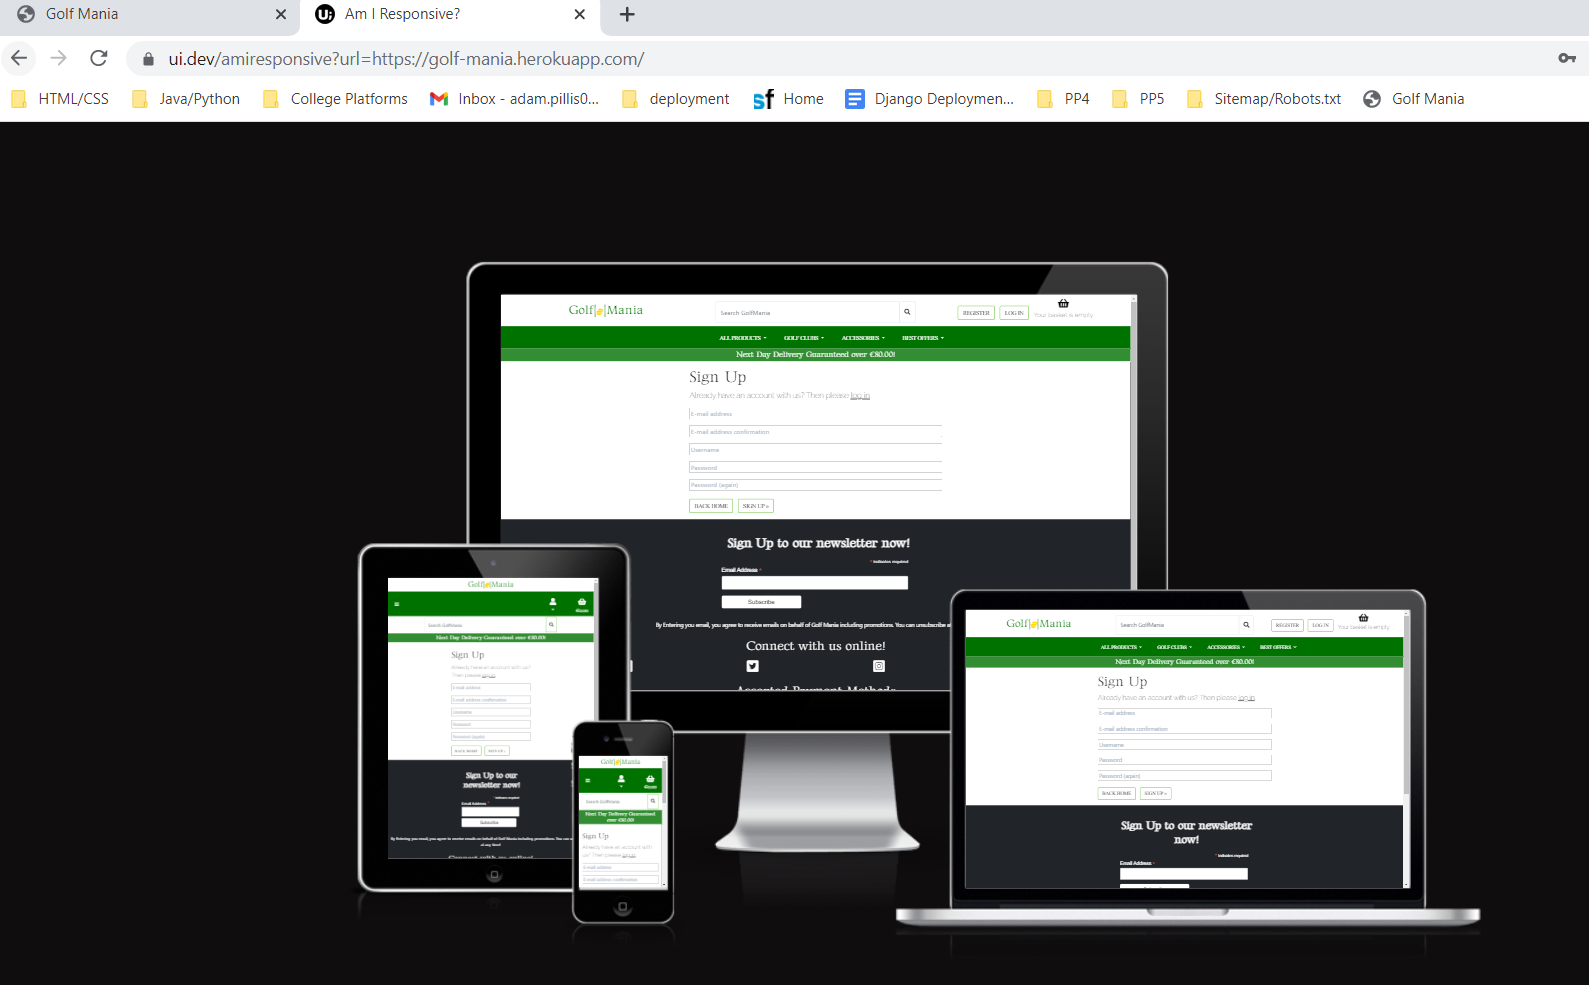 Golf Mania
Am I Responsive?
ui.dev/amiresponsive?url=https://golf-mania.herokuapp.com/
HTML/CSS
Java/Python
College Platforms
Inbox - adam.pillis0...
deployment
sf Home
Django Deploymen...
PP4
PP5
Sitemap/Robots.txt
Golf Mania
Golf Mania
Search GolfMania
REGISTER
LOG IN
Your basket is empty
ALL PRODUCTS
GOLF CLUBS
ACCESSORIES
BEST OFFERS
Next Day Delivery Guaranteed over €80.00!
Sign Up
Already have an account with us? Then please log in
E-mail address
E-mail address confirmation
Username
Password
Password (again)
BACK HOME
SIGN UP »
Sign Up to our newsletter now!
* indicates required
Email Address *
Subscribe
By Entering you email, you agree to receive emails on behalf of Golf Mania including promotions. You can unsubscribe a
Connect with us online!
Accepted Payment Methods
Golf Mania
Search GolfMania
Next Day Delivery Guaranteed over €80.00!
Sign Up
Already have an account with us?
Then please log in
E-mail address
E-mail address confirmation
Username
Password
Password (again)
BACK HOME
SIGN UP »
Sign Up to our
newsletter now!
* indicates required
Email Address *
Subscribe
By Entering you email, you agree to receive emails on behalf of Golf Mania including promotions. You can
at any time!
Connect with us online!
Golf Mania
Search GolfMania
Next Day Delivery Guaranteed
over €80.00!
Sign Up
Already have an account with
us? Then please log in
E-mail address
E-mail address confirmation
Golf Mania
Search GolfMania
REGISTER
LOG IN
Your basket is empty
ALL PRODUCTS
GOLF CLUBS
ACCESSORIES
BEST OFFERS
Next Day Delivery Guaranteed over €80.00!
Sign Up
Already have an account with us? Then please log in
E-mail address
E-mail address confirmation
Username
Password
Password (again)
BACK HOME
SIGN UP »
Sign Up to our newsletter
now!
* indicates required
Email Address *